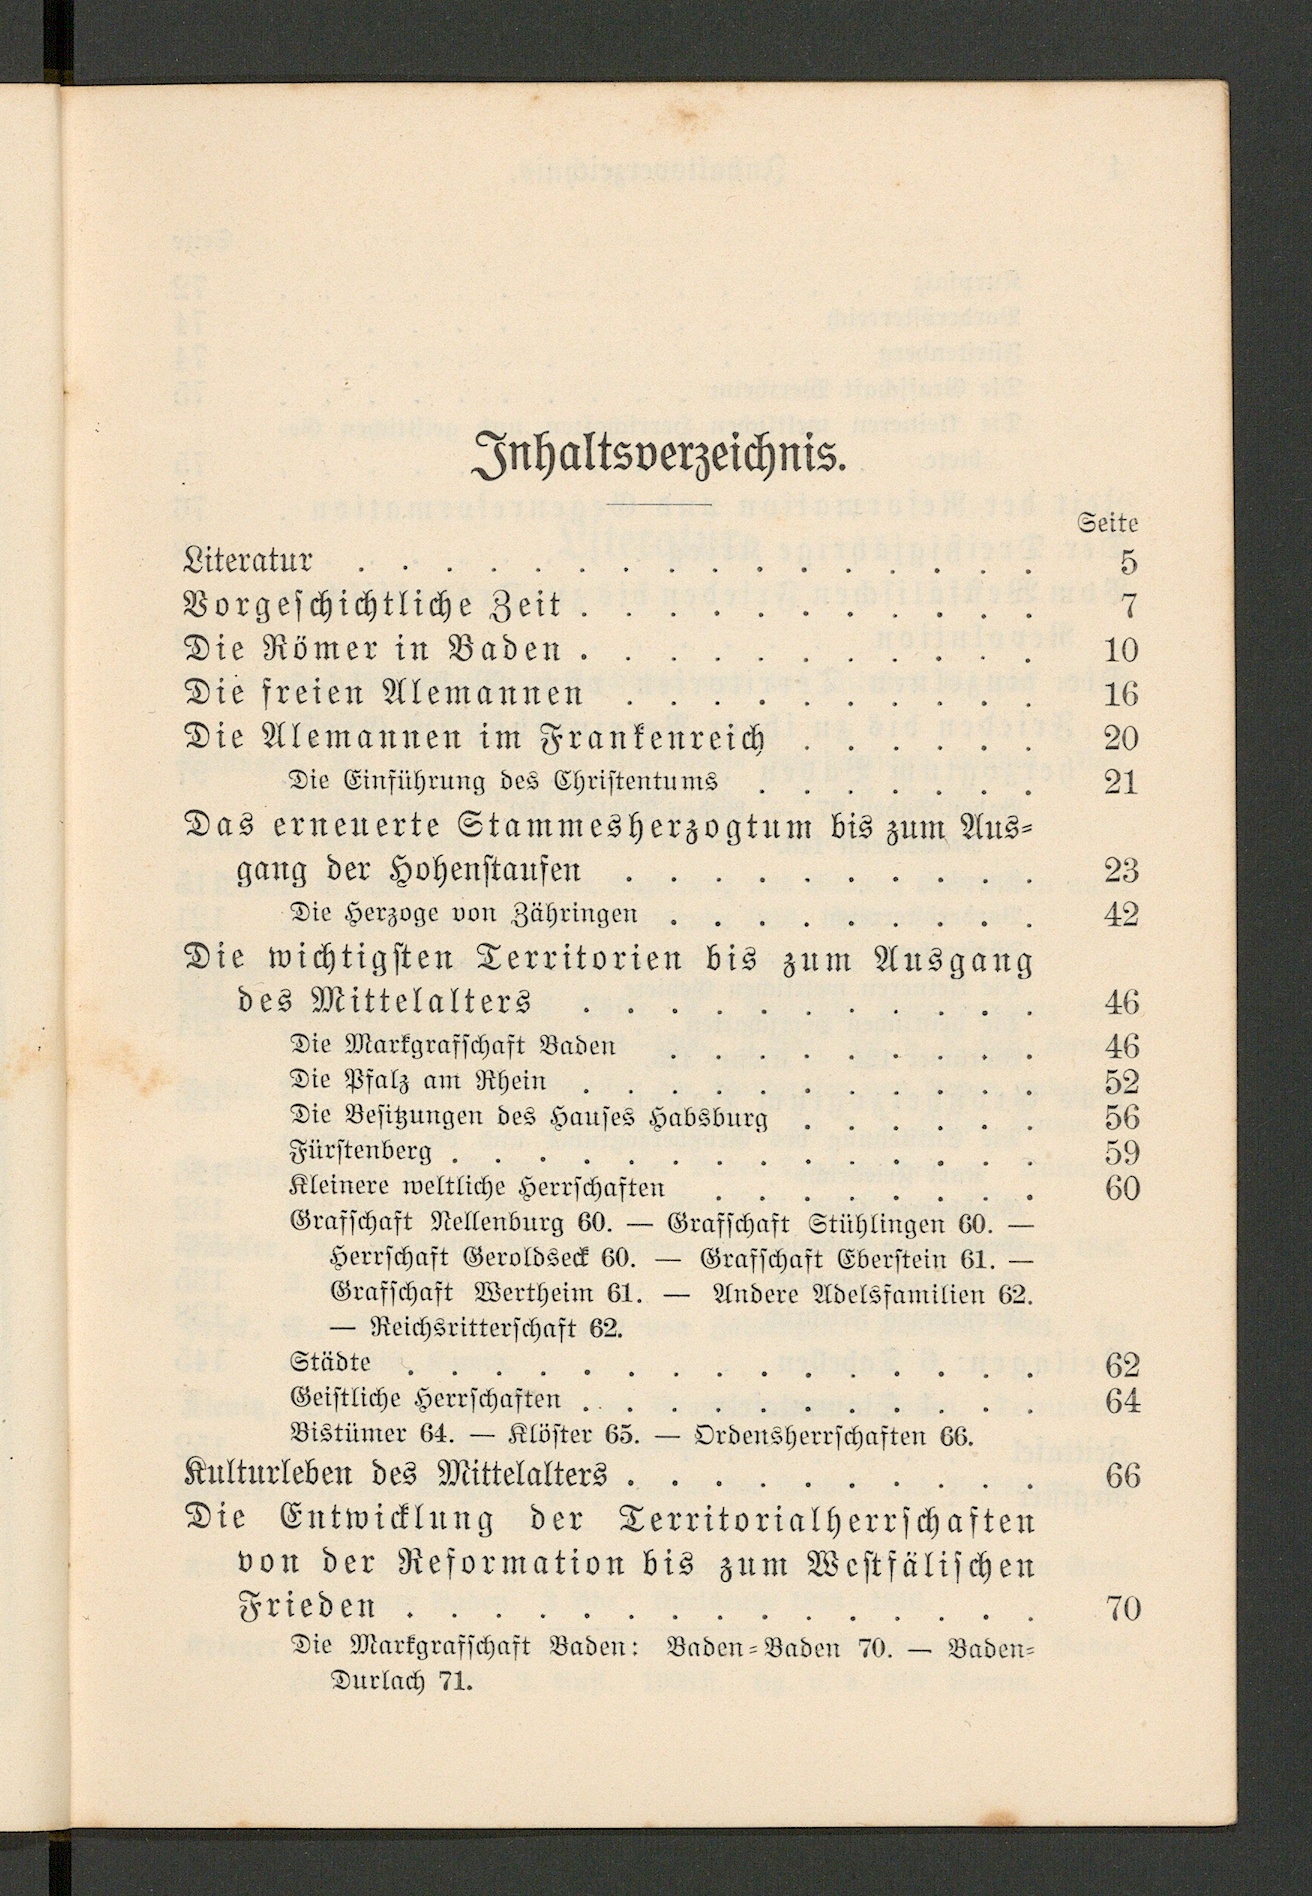 Inhaltsverzeichnis.
Seite
Literatur . . . . . . . . . . . . . . . . 5
Vorgeschichtliche Zeit . . . . . . . . . . . 7
Die Römer in Baden . . . . . . . . . . . 10
Die freien Alemannen . . . . . . . . . . 16
Die Alemannen im Frankenreich . . . . . . 20
Die Einführung des Christentums . . . . . . . 21
Das erneuerte Stammesherzogtum bis zum Aus-
gang der Hohenstaufen . . . . . . . . . . 23
Die Herzoge von Zähringen . . . . . . . . . 42
Die wichtigsten Territorien bis zum Ausgang
des Mittelalters . . . . . . . . . . . 46
Die Markgrafschaft Baden . . . . . . . . . 46
Die Pfalz am Rhein . . . . . . . . . . . 52
Die Besitzungen des Hauses Habsburg . . . . . . 56
Fürstenberg . . . . . . . . . . . . . . 59
Kleinere weltliche Herrschaften . . . . . . . . 60
Grafschaft Nellenburg 60. — Grafschaft Stühlingen 60. —
Herrschaft Geroldseck 60. — Grafschaft Eberstein 61. —
Grafschaft Wertheim 61. — Andere Adelsfamilien 62.
— Reichsritterschaft 62.
Städte . . . . . . . . . . . . . . . 62
Geistliche Herrschaften . . . . . . . . . . . 64
Bistümer 64. — Klöster 65. — Ordensherrschaften 66.
Kulturleben des Mittelalters . . . . . . . . . . 66
Die Entwicklung der Territorialherrschaften
von der Reformation bis zum Westfälischen
Frieden . . . . . . . . . . . . . . . 70
Die Markgrafschaft Baden: Baden-Baden 70. — Baden-
Durlach 71.